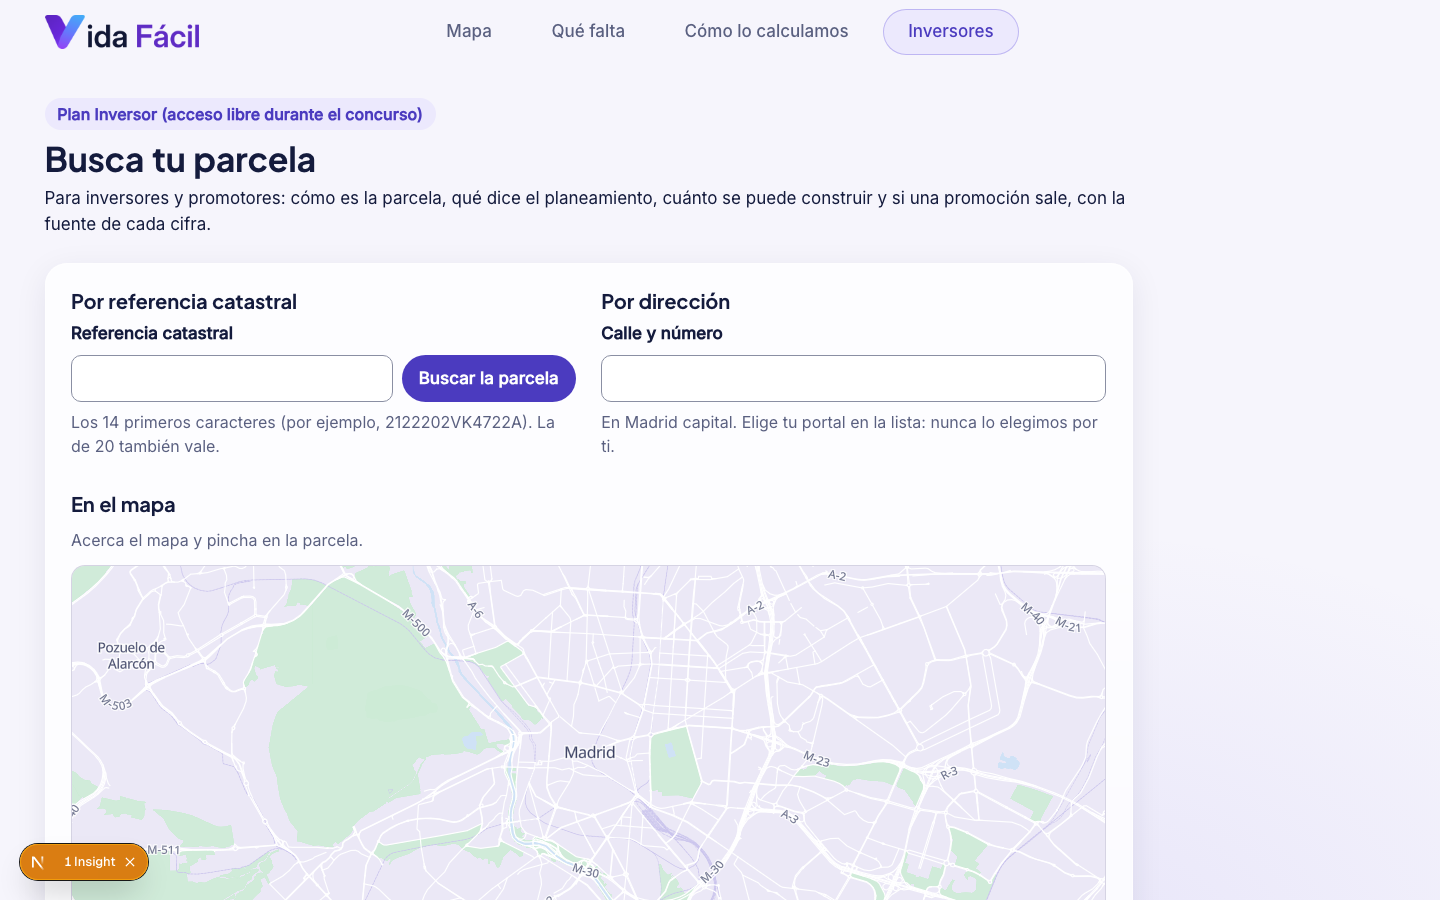 Vida Fácil
Mapa
Qué falta
Cómo lo calculamos
Inversores
Plan Inversor (acceso libre durante el concurso)
Busca tu parcela
Para inversores y promotores: cómo es la parcela, qué dice el planeamiento, cuánto se puede construir y si una promoción sale, con la
fuente de cada cifra.
Por referencia catastral
Referencia catastral
Buscar la parcela
Los 14 primeros caracteres (por ejemplo, 2122202VK4722A). La
de 20 también vale.
Por dirección
Calle y número
En Madrid capital. Elige tu portal en la lista: nunca lo elegimos por
ti.
En el mapa
Acerca el mapa y pincha en la parcela.
A-2
A-6
A-2
M-500
M-40
M-21
Pozuelo de
Alarcón
M-503
Madrid
M-23
R-3
A-3
M-511
M-30
M-30
N
1 Insight